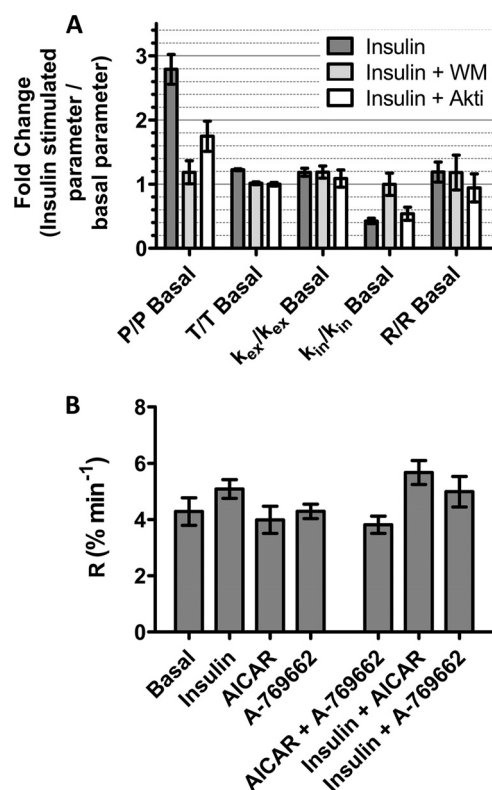 A
Fold Change
(Insulin stimulated
parameter /
basal parameter)
3
2
1
0
Insulin
Insulin + WM
Insulin + Akti
P/P Basal
T/T Basal
kex/kex Basal
kin/kin Basal
R/R Basal
B
R (% min-1)
8
6
4
2
0
Basal
Insulin
AICAR
A-769662
AICAR + A-769662
Insulin + AICAR
Insulin + A-769662